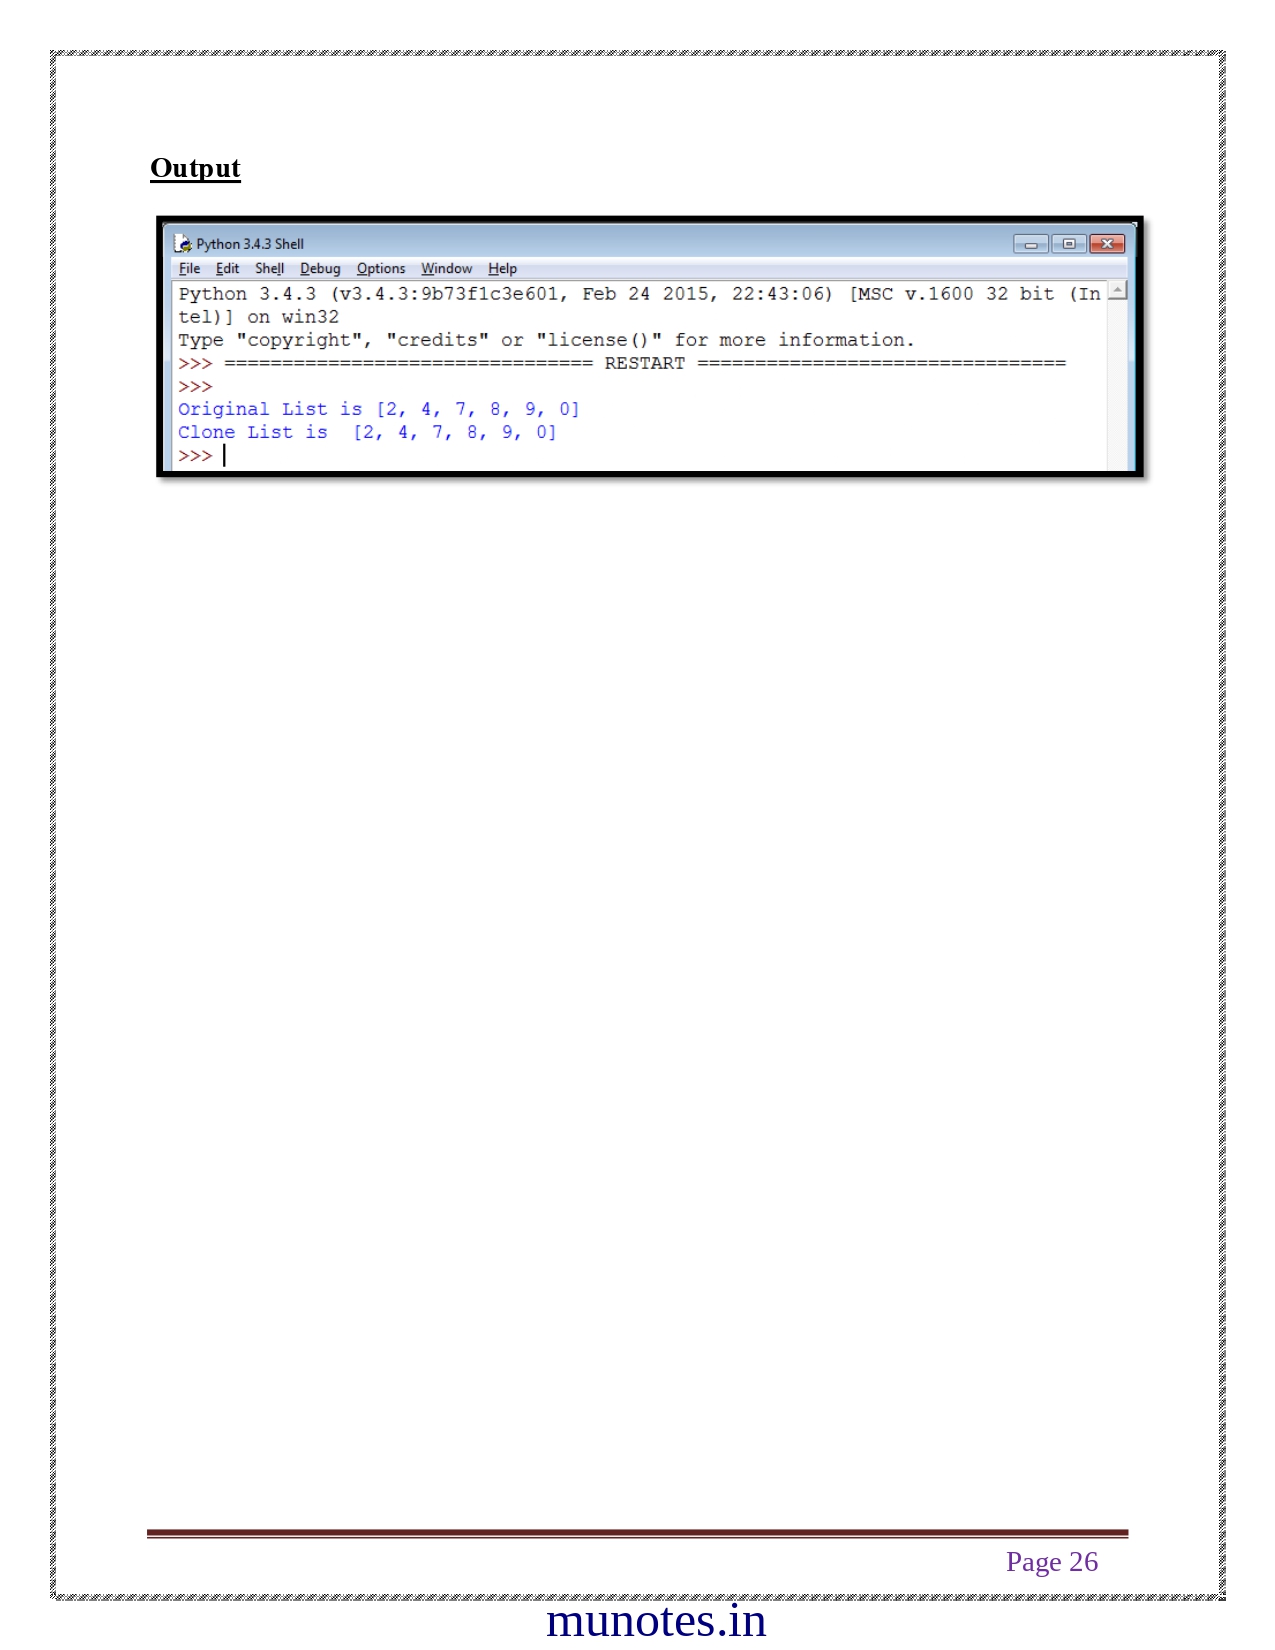 Output
Python 3.4.3 Shell
File Edit Shell Debug Options Window Help
Python 3.4.3 (v3.4.3:9b73f1c3e601, Feb 24 2015, 22:43:06) [MSC v.1600 32 bit (In
tel)] on win32
Type "copyright", "credits" or "license()" for more information.
>>> ================================ RESTART ================================
>>>
Original List is [2, 4, 7, 8, 9, 0]
Clone List is  [2, 4, 7, 8, 9, 0]
>>>
Page 26
munotes.in